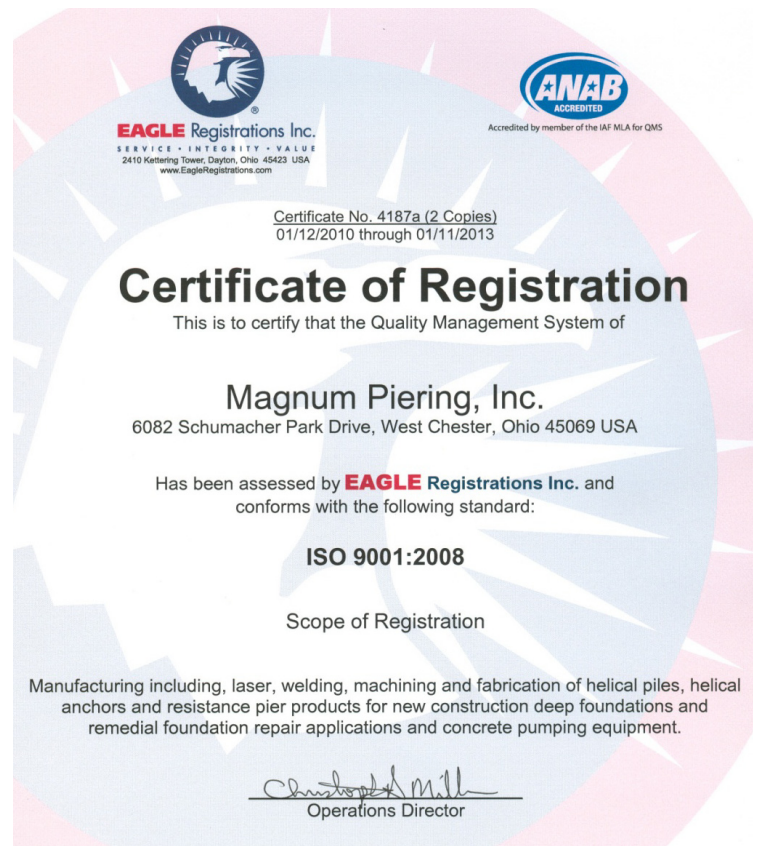 EAGLE Registrations Inc.
SERVICE • INTEGRITY • VALUE
2410 Kettering Tower, Dayton, Ohio 45423 USA
www.EagleRegistrations.com
®
ANAB
ACCREDITED
Accredited by member of the IAF MLA for QMS
Certificate No. 4187a (2 Copies)
01/12/2010 through 01/11/2013
Certificate of Registration
This is to certify that the Quality Management System of
Magnum Piering, Inc.
6082 Schumacher Park Drive, West Chester, Ohio 45069 USA
Has been assessed by EAGLE Registrations Inc. and
conforms with the following standard:
ISO 9001:2008
Scope of Registration
Manufacturing including, laser, welding, machining and fabrication of helical piles, helical
anchors and resistance pier products for new construction deep foundations and
remedial foundation repair applications and concrete pumping equipment.
Operations Director